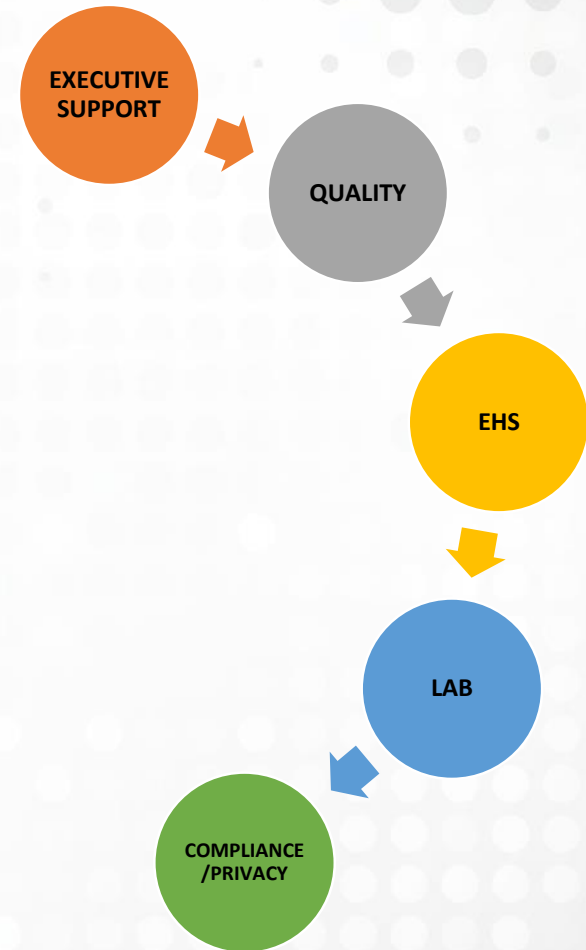 EXECUTIVE
SUPPORT
QUALITY
EHS
LAB
COMPLIANCE
/PRIVACY